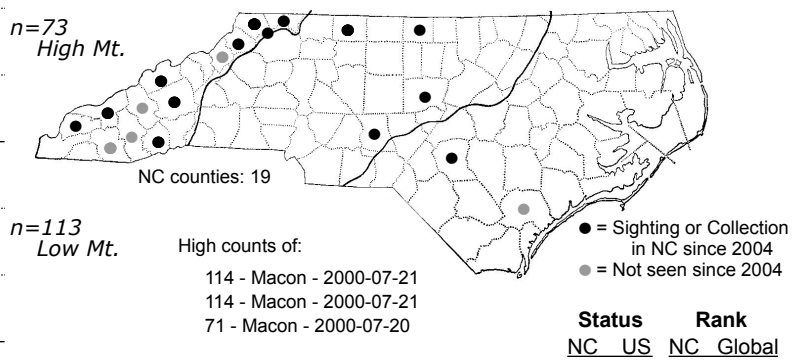 n=73
High Mt.
NC counties: 19
n=113
Low Mt.
High counts of:
114 - Macon - 2000-07-21
114 - Macon - 2000-07-21
71 - Macon - 2000-07-20
● = Sighting or Collection
in NC since 2004
● = Not seen since 2004
Status Rank
NC US NC Global